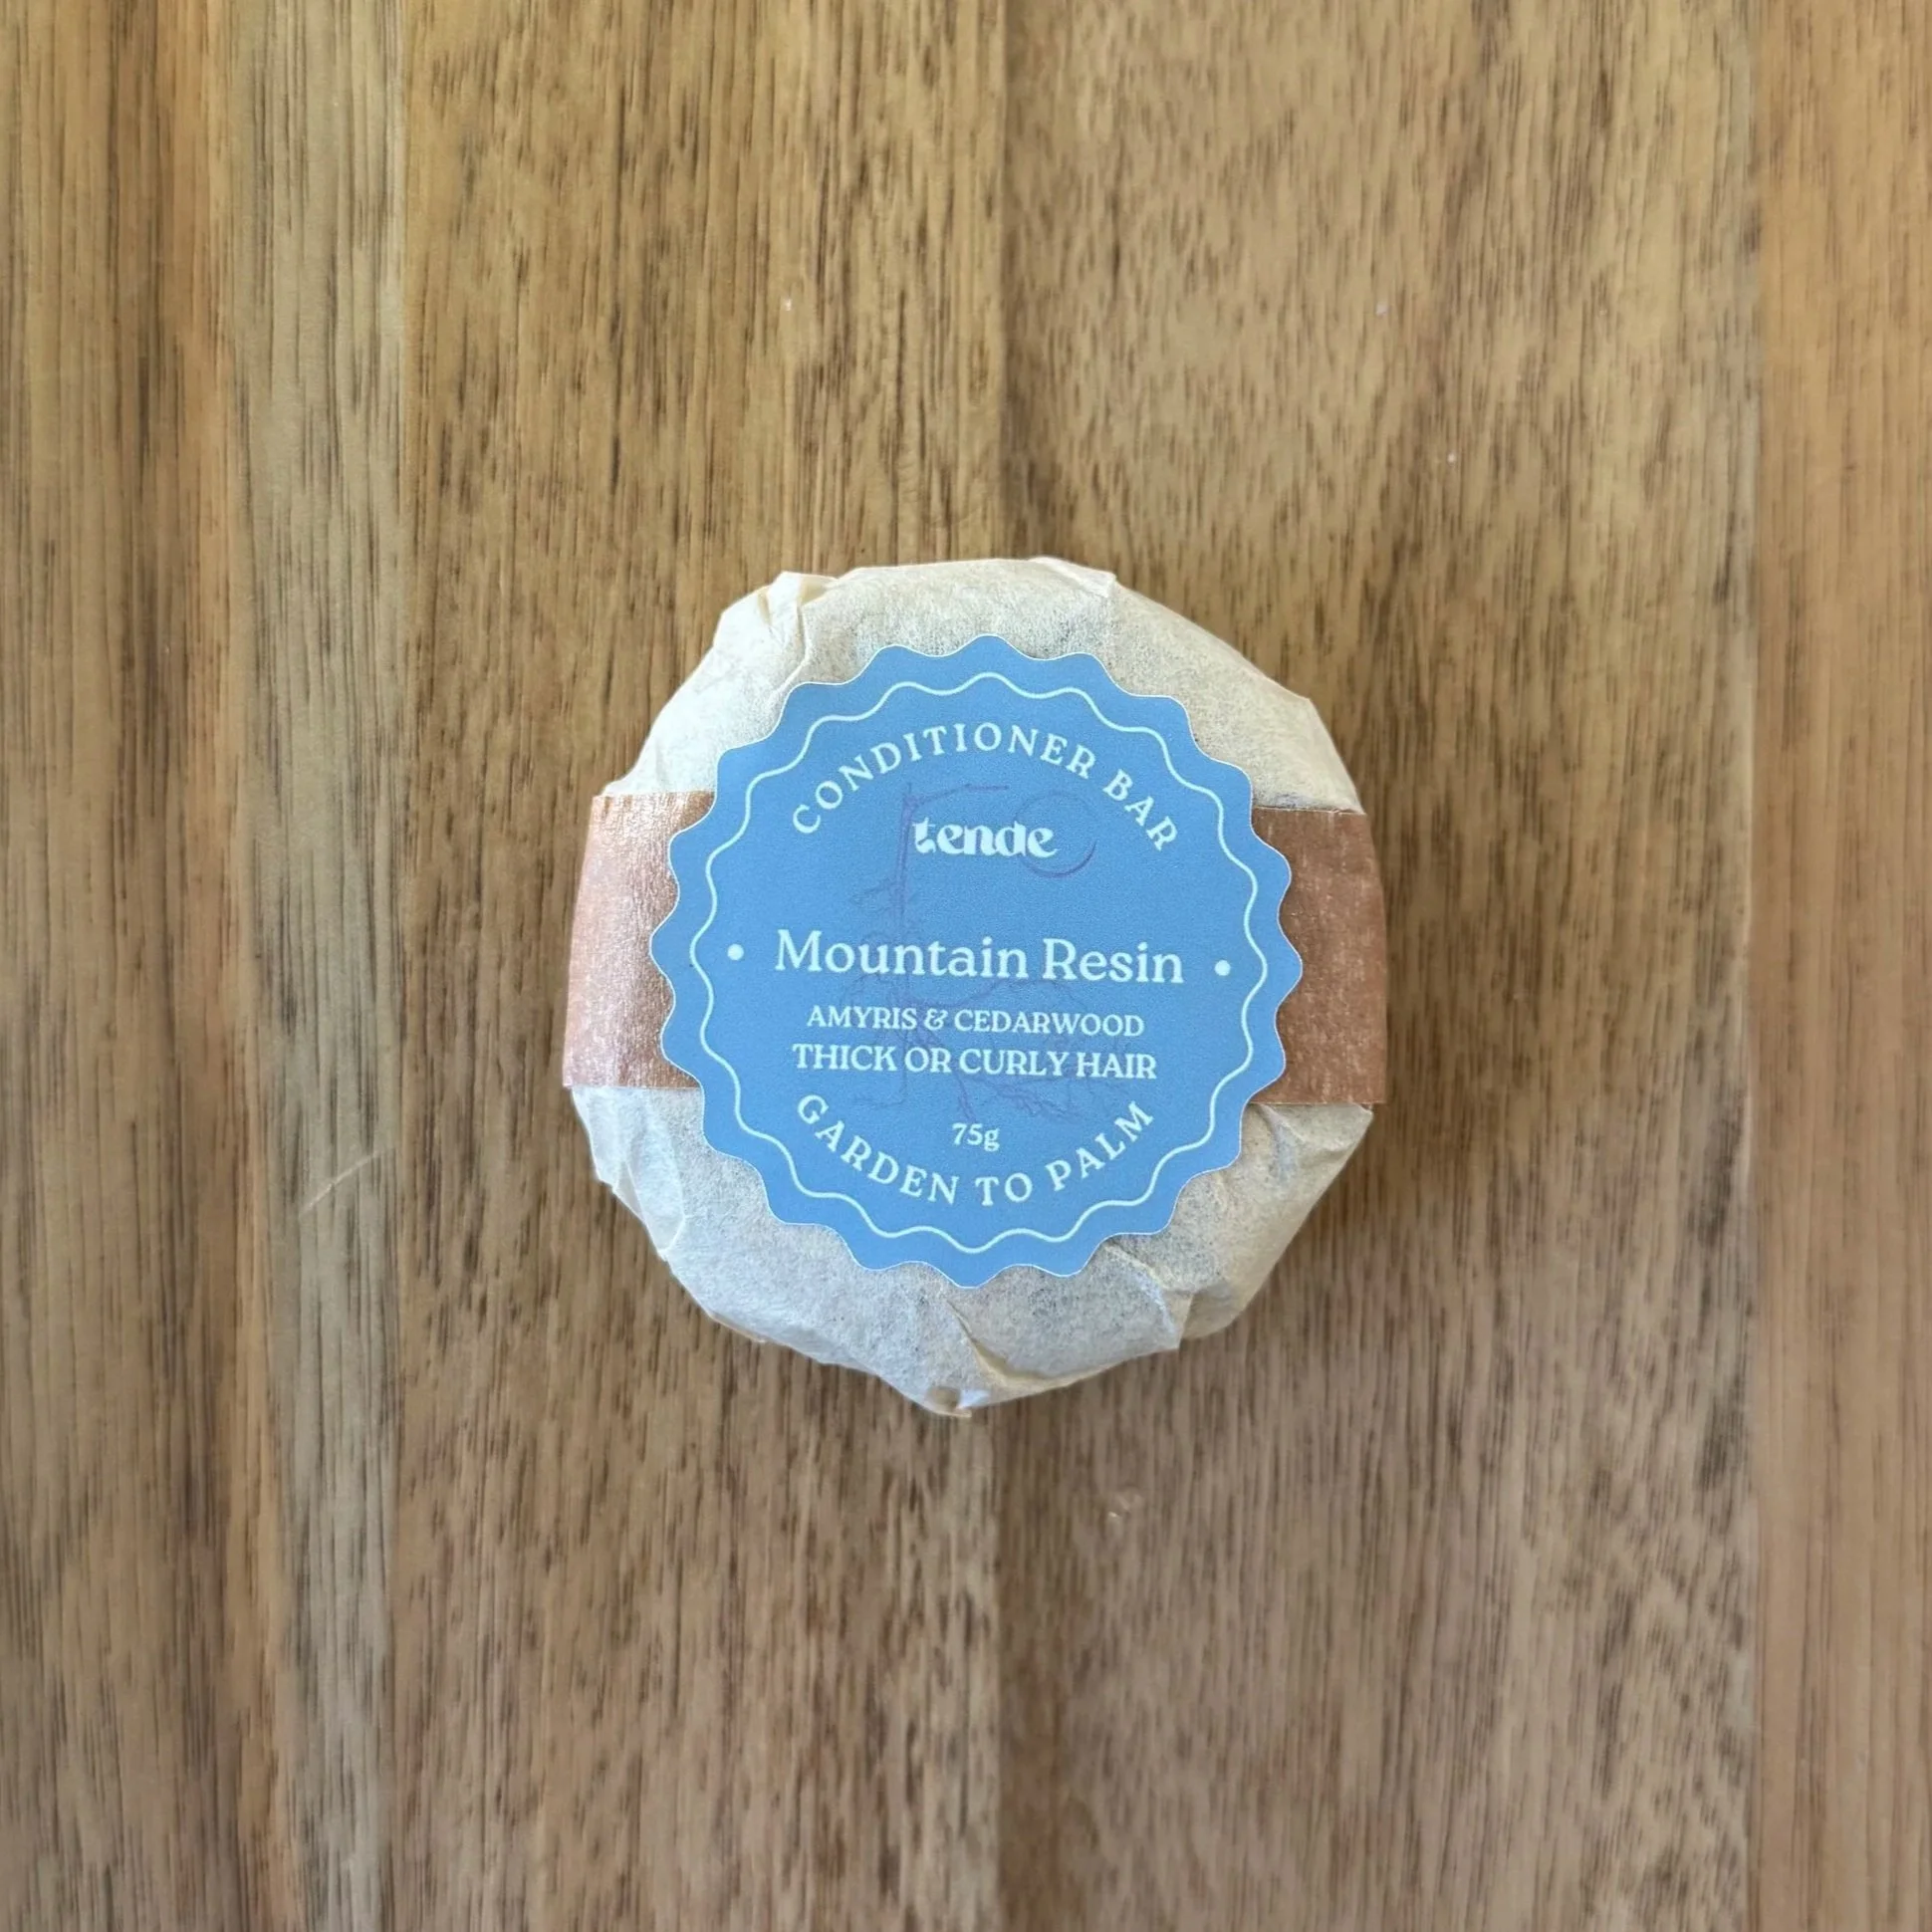 CONDITIONER BAR
tende
• Mountain Resin •
AMYRIS & CEDARWOOD
THICK OR CURLY HAIR
75g
GARDEN TO PALM